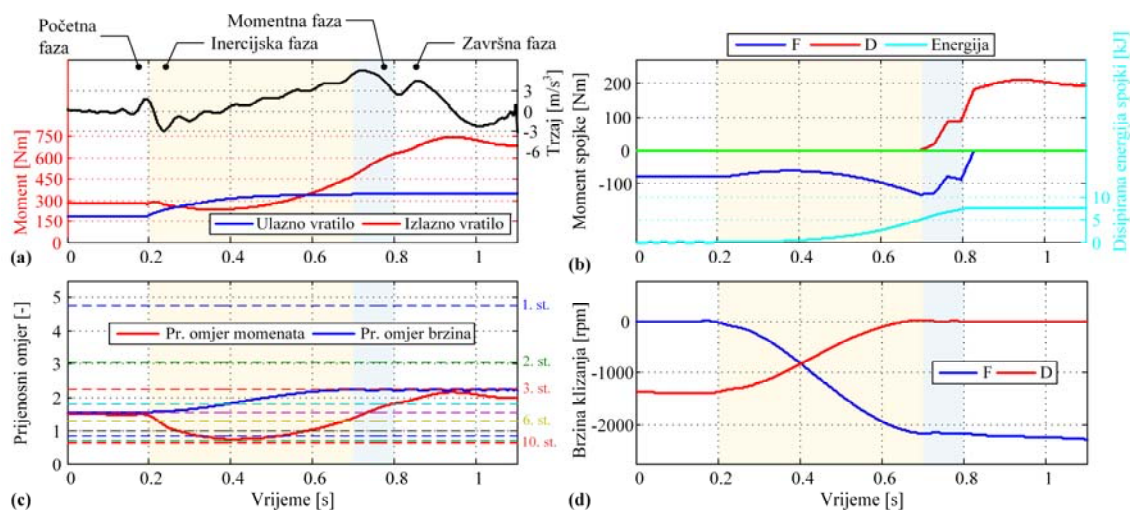 Početna
faza
Inercijska faza
Momentna faza
Završna faza
Moment [Nm]
750
600
450
300
150
0
3
0
-3
-6
Trzaj [m/s³]
Ulazno vratilo
Izlazno vratilo
0
0.2
0.4
0.6
0.8
1
(a)
F
D
Energija
Moment spojke [Nm]
200
100
0
-100
10
5
0
Disipirana energija spojki [kJ]
0
0.2
0.4
0.6
0.8
1
(b)
Prijenosni omjer [-]
5
4
3
2
1
0
Pr. omjer momenata
Pr. omjer brzina
1. st.
2. st.
3. st.
6. st.
10. st.
0
0.2
0.4
0.6
0.8
1
Vrijeme [s]
(c)
Brzina klizanja [rpm]
0
-1000
-2000
F
D
0
0.2
0.4
0.6
0.8
1
Vrijeme [s]
(d)